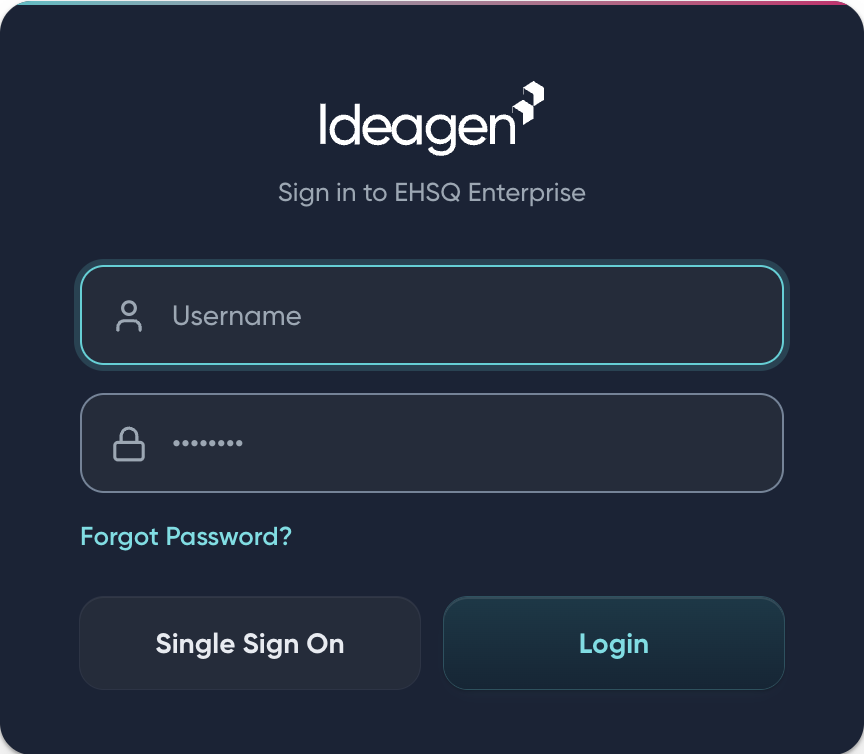 Ideagen
Sign in to EHSQ Enterprise
Username
••••••••
Forgot Password?
Single Sign On
Login